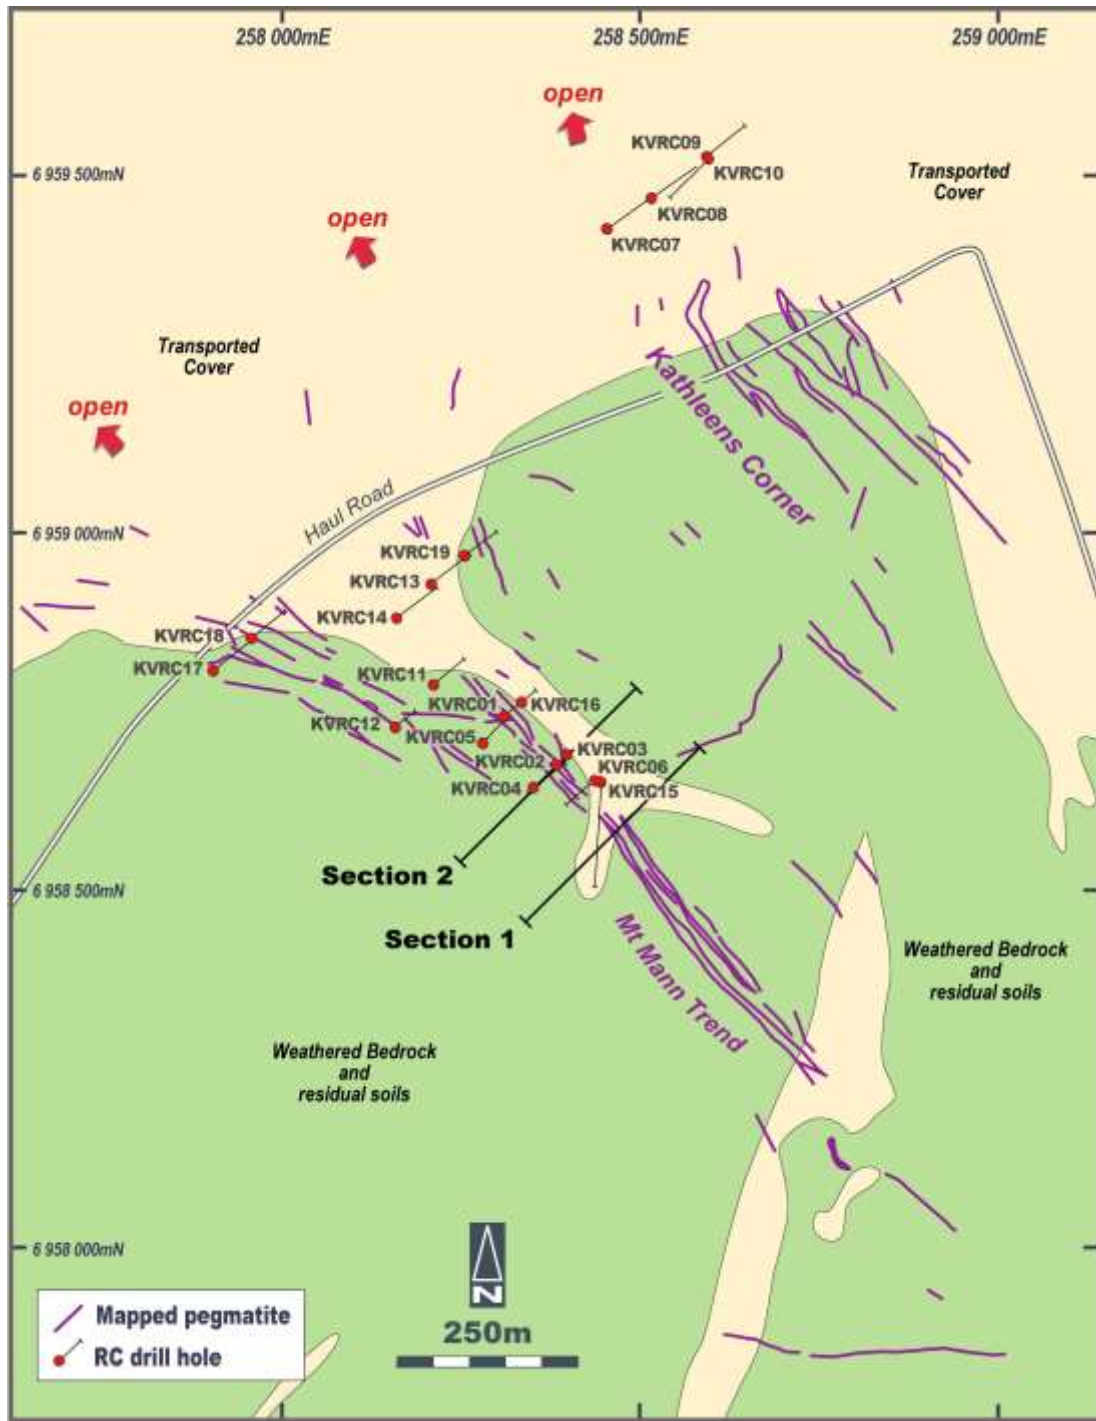 258 000mE
258 500mE
259 000mE
open
KVRC09
6 959 500mN
KVRC10
Transported
Cover
KVRC08
open
KVRC07
Transported
Cover
Kathleens Corner
open
Haul Road
6 959 000mN
KVRC19
KVRC13
KVRC14
KVRC18
KVRC17
KVRC11
KVRC01
KVRC16
KVRC12
KVRC05
KVRC03
KVRC02
KVRC06
KVRC04
KVRC15
Section 2
6 958 500mN
Section 1
Mt Mann Trend
Weathered Bedrock
and
residual soils
Weathered Bedrock
and
residual soils
6 958 000mN
N
250m
Mapped pegmatite
RC drill hole